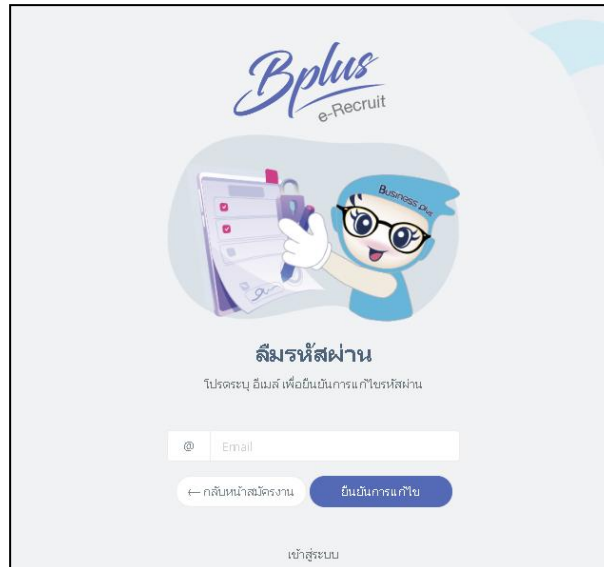 Bplus
e-Recruit
Business Plus
ลืมรหัสผ่าน
โปรดระบุ อีเมล์ เพื่อยืนยันการแก้ไขรหัสผ่าน
@ Email
← กลับหน้าสมัครงาน ยืนยันการแก้ไข
เข้าสู่ระบบ